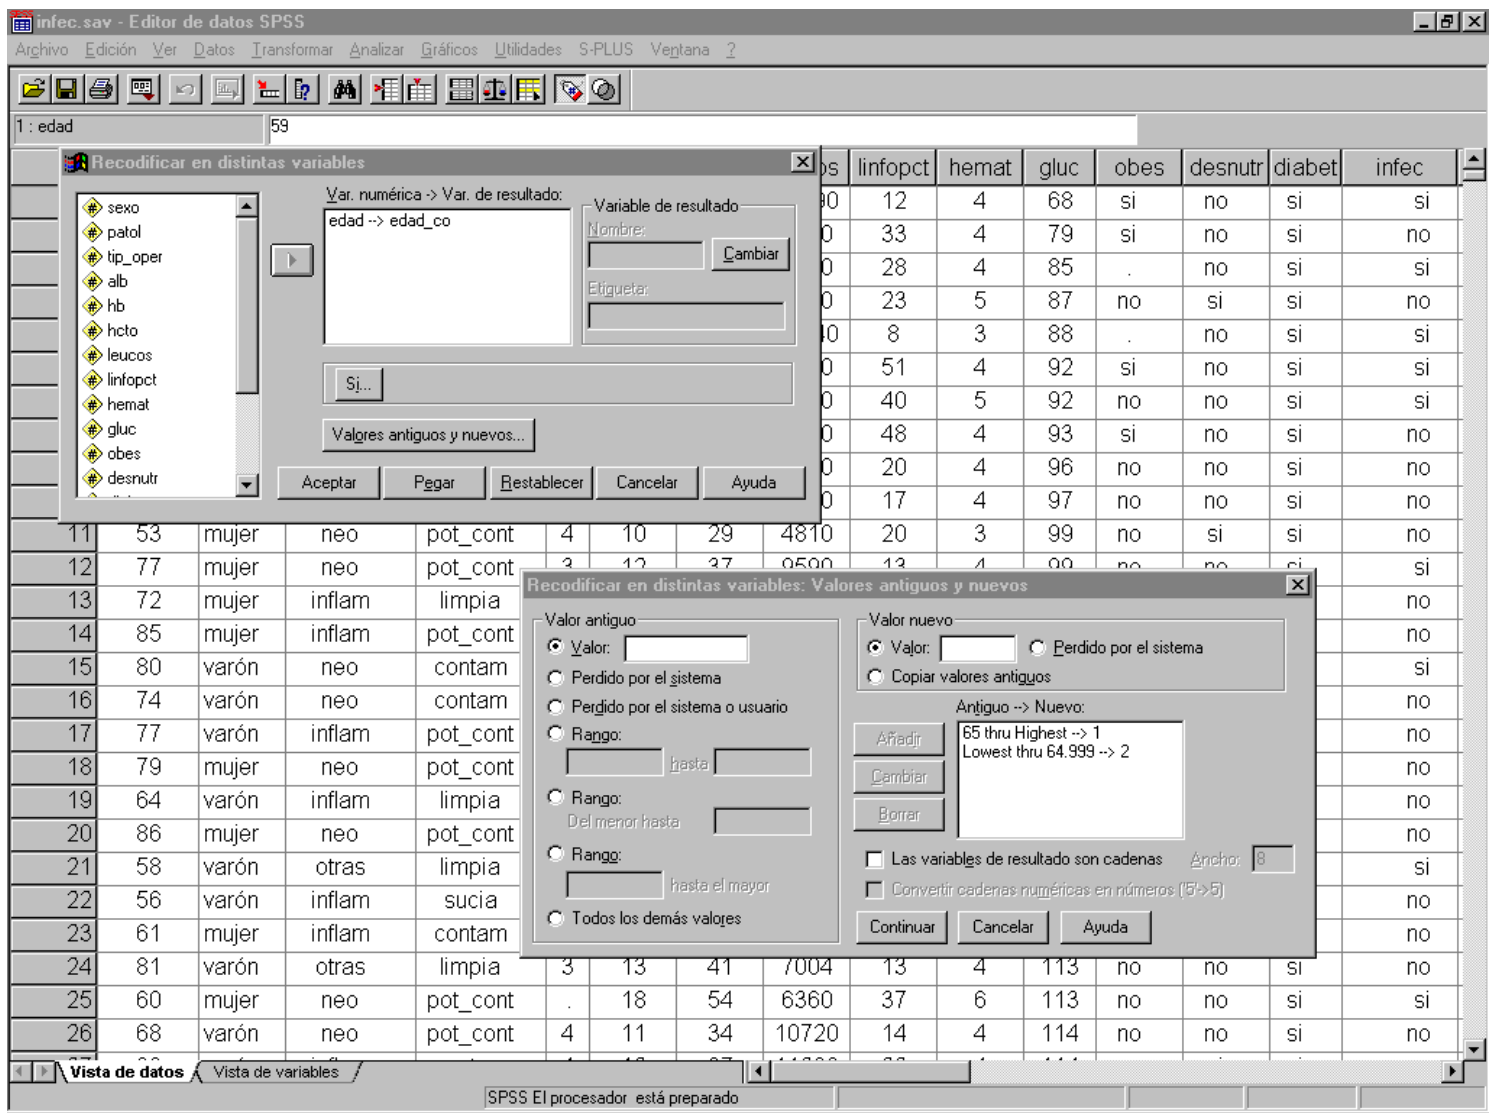 infec.sav - Editor de datos SPSS
Archivo Edición Ver Datos Transformar Analizar Gráficos Utilidades S-PLUS Ventana ?
1 : edad 59
Recodificar en distintas variables
sexo
patol
tip_oper
alb
hb
hcto
leucos
linfopct
hemat
gluc
obes
desnutr
Var. numérica -> Var. de resultado:
edad --> edad_co
Variable de resultado
Nombre:
Cambiar
Etiqueta:
Si...
Valores antiguos y nuevos...
Aceptar Pegar Restablecer Cancelar Ayuda
linfopct hemat gluc obes desnutr diabet infec
12 4 68 si no si si
33 4 79 si no si no
28 4 85 . no si si
23 5 87 no si si no
8 3 88 . no si no
51 4 92 si no si si
40 5 92 no no si si
48 4 93 si no si no
20 4 96 no no si no
17 4 97 no no si no
11 53 mujer neo pot_cont 4 10 29 4810 20 3 99 no si si no
12 77 mujer neo pot_cont 3 12 37 9590 13 4 99 no no si si
13 72 mujer inflam limpia no
14 85 mujer inflam pot_cont no
15 80 varón neo contam si
16 74 varón neo contam no
17 77 varón inflam pot_cont no
18 79 mujer neo pot_cont no
19 64 varón inflam limpia no
20 86 mujer neo pot_cont no
21 58 varón otras limpia si
22 56 varón inflam sucia no
23 61 mujer inflam contam no
24 81 varón otras limpia 3 13 41 7004 13 4 113 no no si no
25 60 mujer neo pot_cont . 18 54 6360 37 6 113 no no si si
26 68 varón neo pot_cont 4 11 34 10720 14 4 114 no no si no
Recodificar en distintas variables: Valores antiguos y nuevos
Valor antiguo
Valor:
Perdido por el sistema
Perdido por el sistema o usuario
Rango:
hasta
Rango:
Del menor hasta
Rango:
hasta el mayor
Todos los demás valores
Valor nuevo
Valor: Perdido por el sistema
Copiar valores antiguos
Antiguo --> Nuevo:
Añadir
Cambiar
Borrar
65 thru Highest --> 1
Lowest thru 64.999 --> 2
Las variables de resultado son cadenas Ancho: 8
Convertir cadenas numéricas en números ('5'->5)
Continuar Cancelar Ayuda
Vista de datos Vista de variables
SPSS El procesador está preparado